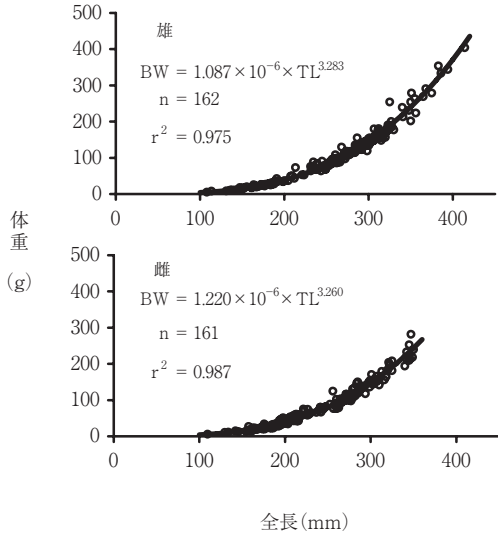 500
雄
400
BW = 1.087×10⁻⁶×TL³·²⁸³
300
n = 162
200
r² = 0.975
100
0
0 100 200 300 400
体重
(g)
500
雌
400
BW = 1.220×10⁻⁶×TL³·²⁶⁰
300
n = 161
200
r² = 0.987
100
0
0 100 200 300 400
全長(mm)